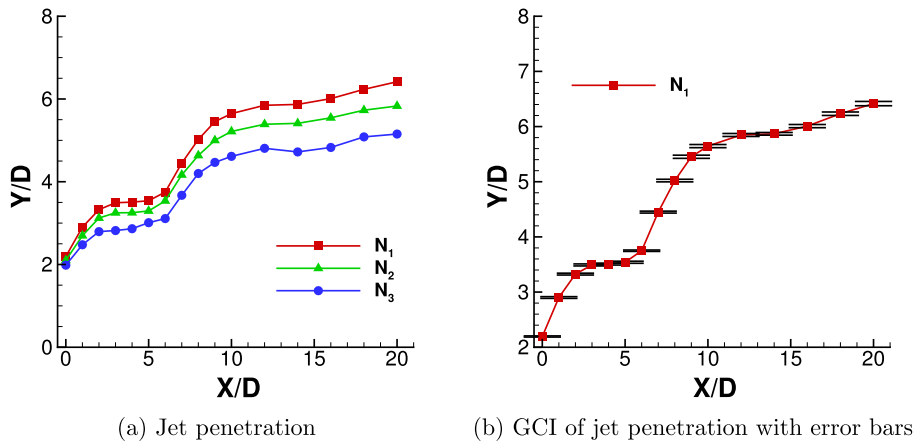 8
6
4
2
0
Y/D
N1
N2
N3
0 5 10 15 20
X/D
(a) Jet penetration
8
7
6
5
4
3
2
Y/D
N1
0 5 10 15 20
X/D
(b) GCI of jet penetration with error bars